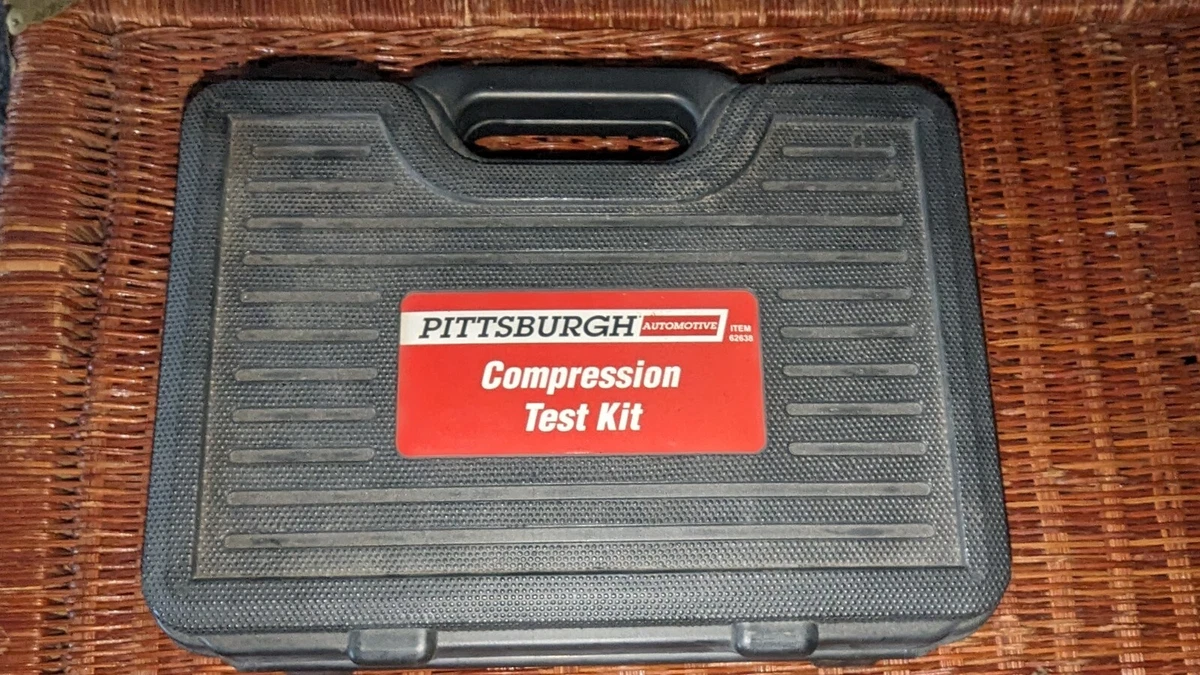 PITTSBURGH AUTOMOTIVE
ITEM
62638
Compression
Test Kit